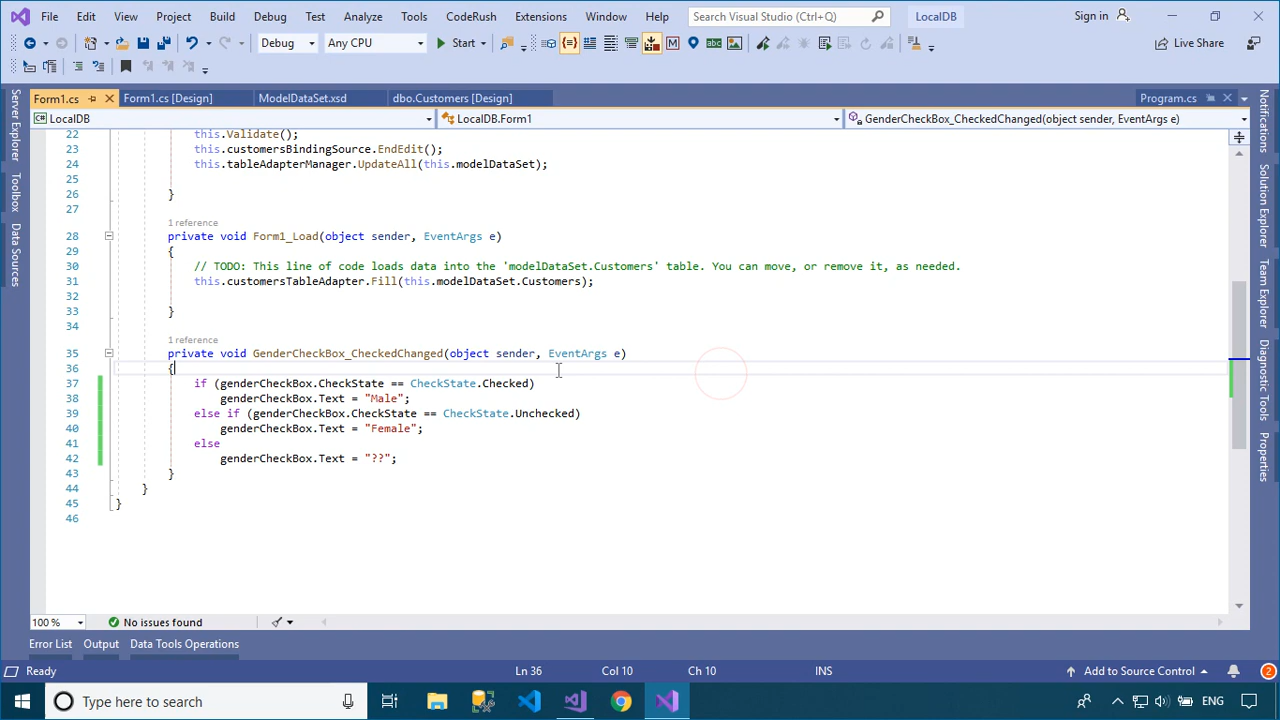 File Edit View Project Build Debug Test Analyze Tools CodeRush Extensions Window Help Search Visual Studio (Ctrl+Q) LocalDB Sign in
Debug Any CPU Start Live Share
Form1.cs Form1.cs [Design] ModelDataSet.xsd dbo.Customers [Design] Program.cs
LocalDB LocalDB.Form1 GenderCheckBox_CheckedChanged(object sender, EventArgs e)
Server Explorer
Toolbox
Data Sources
22 this.Validate();
23 this.customersBindingSource.EndEdit();
24 this.tableAdapterManager.UpdateAll(this.modelDataSet);
25
26 }
27
1 reference
28 private void Form1_Load(object sender, EventArgs e)
29 {
30 // TODO: This line of code loads data into the 'modelDataSet.Customers' table. You can move, or remove it, as needed.
31 this.customersTableAdapter.Fill(this.modelDataSet.Customers);
32
33 }
34
1 reference
35 private void GenderCheckBox_CheckedChanged(object sender, EventArgs e)
36 {
37 if (genderCheckBox.CheckState == CheckState.Checked)
38 genderCheckBox.Text = "Male";
39 else if (genderCheckBox.CheckState == CheckState.Unchecked)
40 genderCheckBox.Text = "Female";
41 else
42 genderCheckBox.Text = "??";
43 }
44 }
45 }
46
Notifications
Solution Explorer
Team Explorer
Diagnostic Tools
Properties
100 % No issues found
Error List Output Data Tools Operations
Ready Ln 36 Col 10 Ch 10 INS Add to Source Control 2
Type here to search ENG